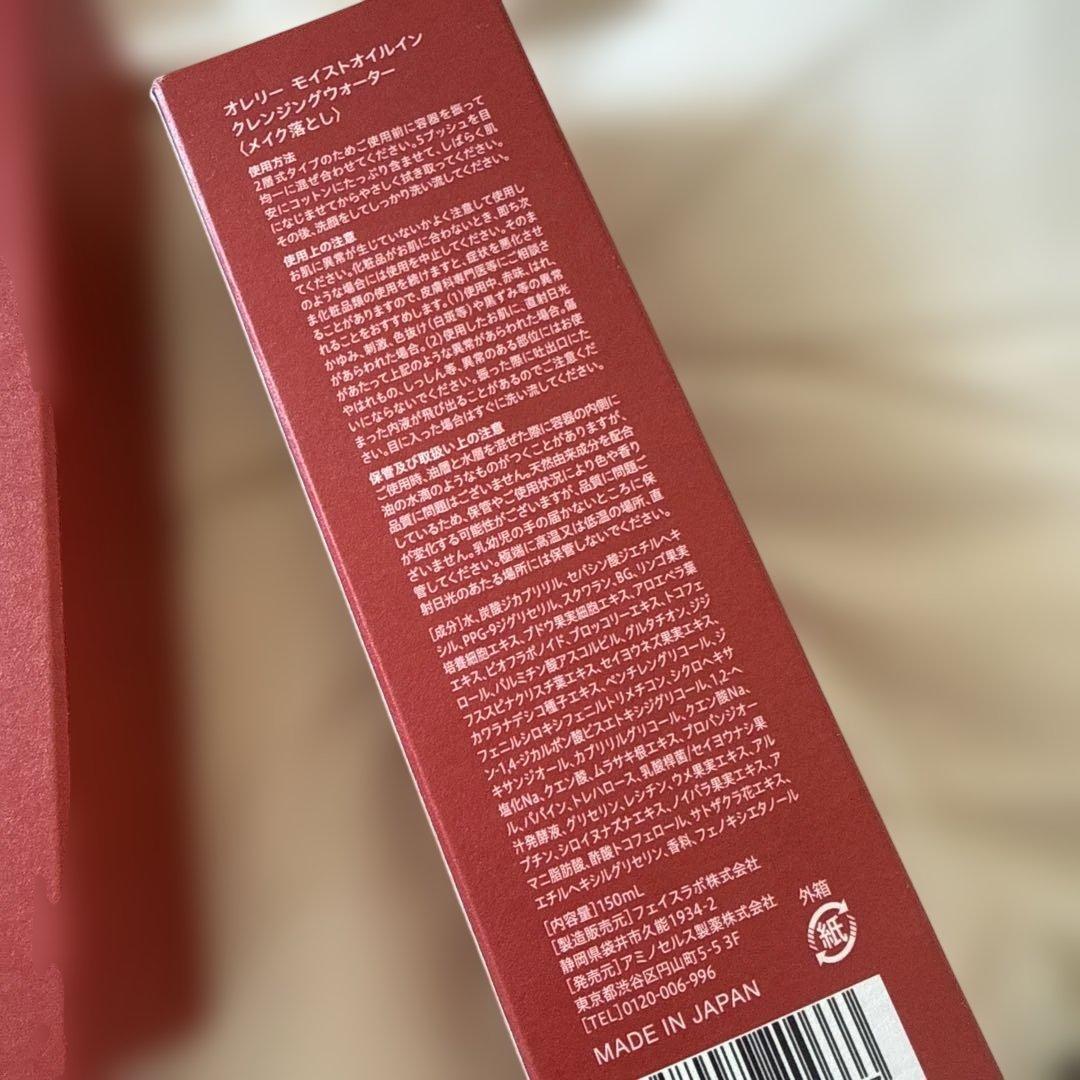 オレリー モイストオイルイン
クレンジングウォーター
〈メイク落とし〉
使用方法
2層式タイプのためご使用前に容器を振って
均一に混ぜ合わせてください。5プッシュを目
安にコットンにたっぷり含ませて、しばらく肌
になじませてからやさしく拭き取ってください。
その後、洗顔をしてしっかり洗い流してください。
使用上の注意
お肌に異常が生じていないかよく注意して使用し
てください。化粧品がお肌に合わないとき、即ち次
のような場合には使用を中止してください。そのま
ま化粧品類の使用を続けますと、症状を悪化させ
ることがありますので、皮膚科専門医等にご相談さ
れることをおすすめします。(1)使用中、赤味、はれ、
かゆみ、刺激、色抜け(白斑等)や黒ずみ等の異常
があらわれた場合。(2)使用したお肌に、直射日光
があたって上記のような異常があらわれた場合。傷
やはれもの、しっしん等、異常のある部位にはお使
いにならないでください。振った際に吐出口にた
まった内液が飛び出ることがあるのでご注意くだ
さい。目に入った場合はすぐに洗い流してください。
保管及び取扱い上の注意
ご使用時、油層と水層を混ぜた際に容器の内側に
油の水滴のようなものがつくことがありますが、
品質に問題はございません。天然由来成分を配合
しているため、保管やご使用状況により色や香り
が変化する可能性がございますが、品質に問題ご
ざいません。乳幼児の手の届かないところに保
管してください。極端に高温又は低温の場所、直
射日光のあたる場所には保管しないでください。
[成分]水、炭酸ジカプリリル、セバシン酸ジエチルヘキ
シル、PPG-9ジグリセリル、スクワラン、BG、リンゴ果実
培養細胞エキス、ブドウ果実細胞エキス、アロエベラ葉
エキス、ビオフラボノイド、ブロッコリーエキス、トコフェ
ロール、パルミチン酸アスコルビル、グルタチオン、ジジ
フススピナクリスチ葉エキス、セイヨウネズ果実エキス、
カワラナデシコ種子エキス、ペンチレングリコール、ジ
フェニルシロキシフェニルトリメチコン、シクロヘキサ
ン-1,4-ジカルボン酸ビスエトキシジグリコール、1,2-ヘ
キサンジオール、カプリリルグリコール、クエン酸Na、
塩化Na、クエン酸、ムラサキ根エキス、プロパンジオー
ル、パパイン、トレハロース、乳酸桿菌/セイヨウナシ果
汁発酵液、グリセリン、レシチン、ウメ果実エキス、アル
ブチン、シロイヌナズナエキス、ノイバラ果実エキス、ア
マニ脂肪酸、酢酸トコフェロール、サトザクラ花エキス、
エチルヘキシルグリセリン、香料、フェノキシエタノール
[内容量]150mL
[製造販売元]フェイスラボ株式会社
静岡県袋井市久能1934-2
[発売元]アミノセルス製薬株式会社
東京都渋谷区円山町5-5 3F
[TEL]0120-006-996
MADE IN JAPAN
外箱
紙